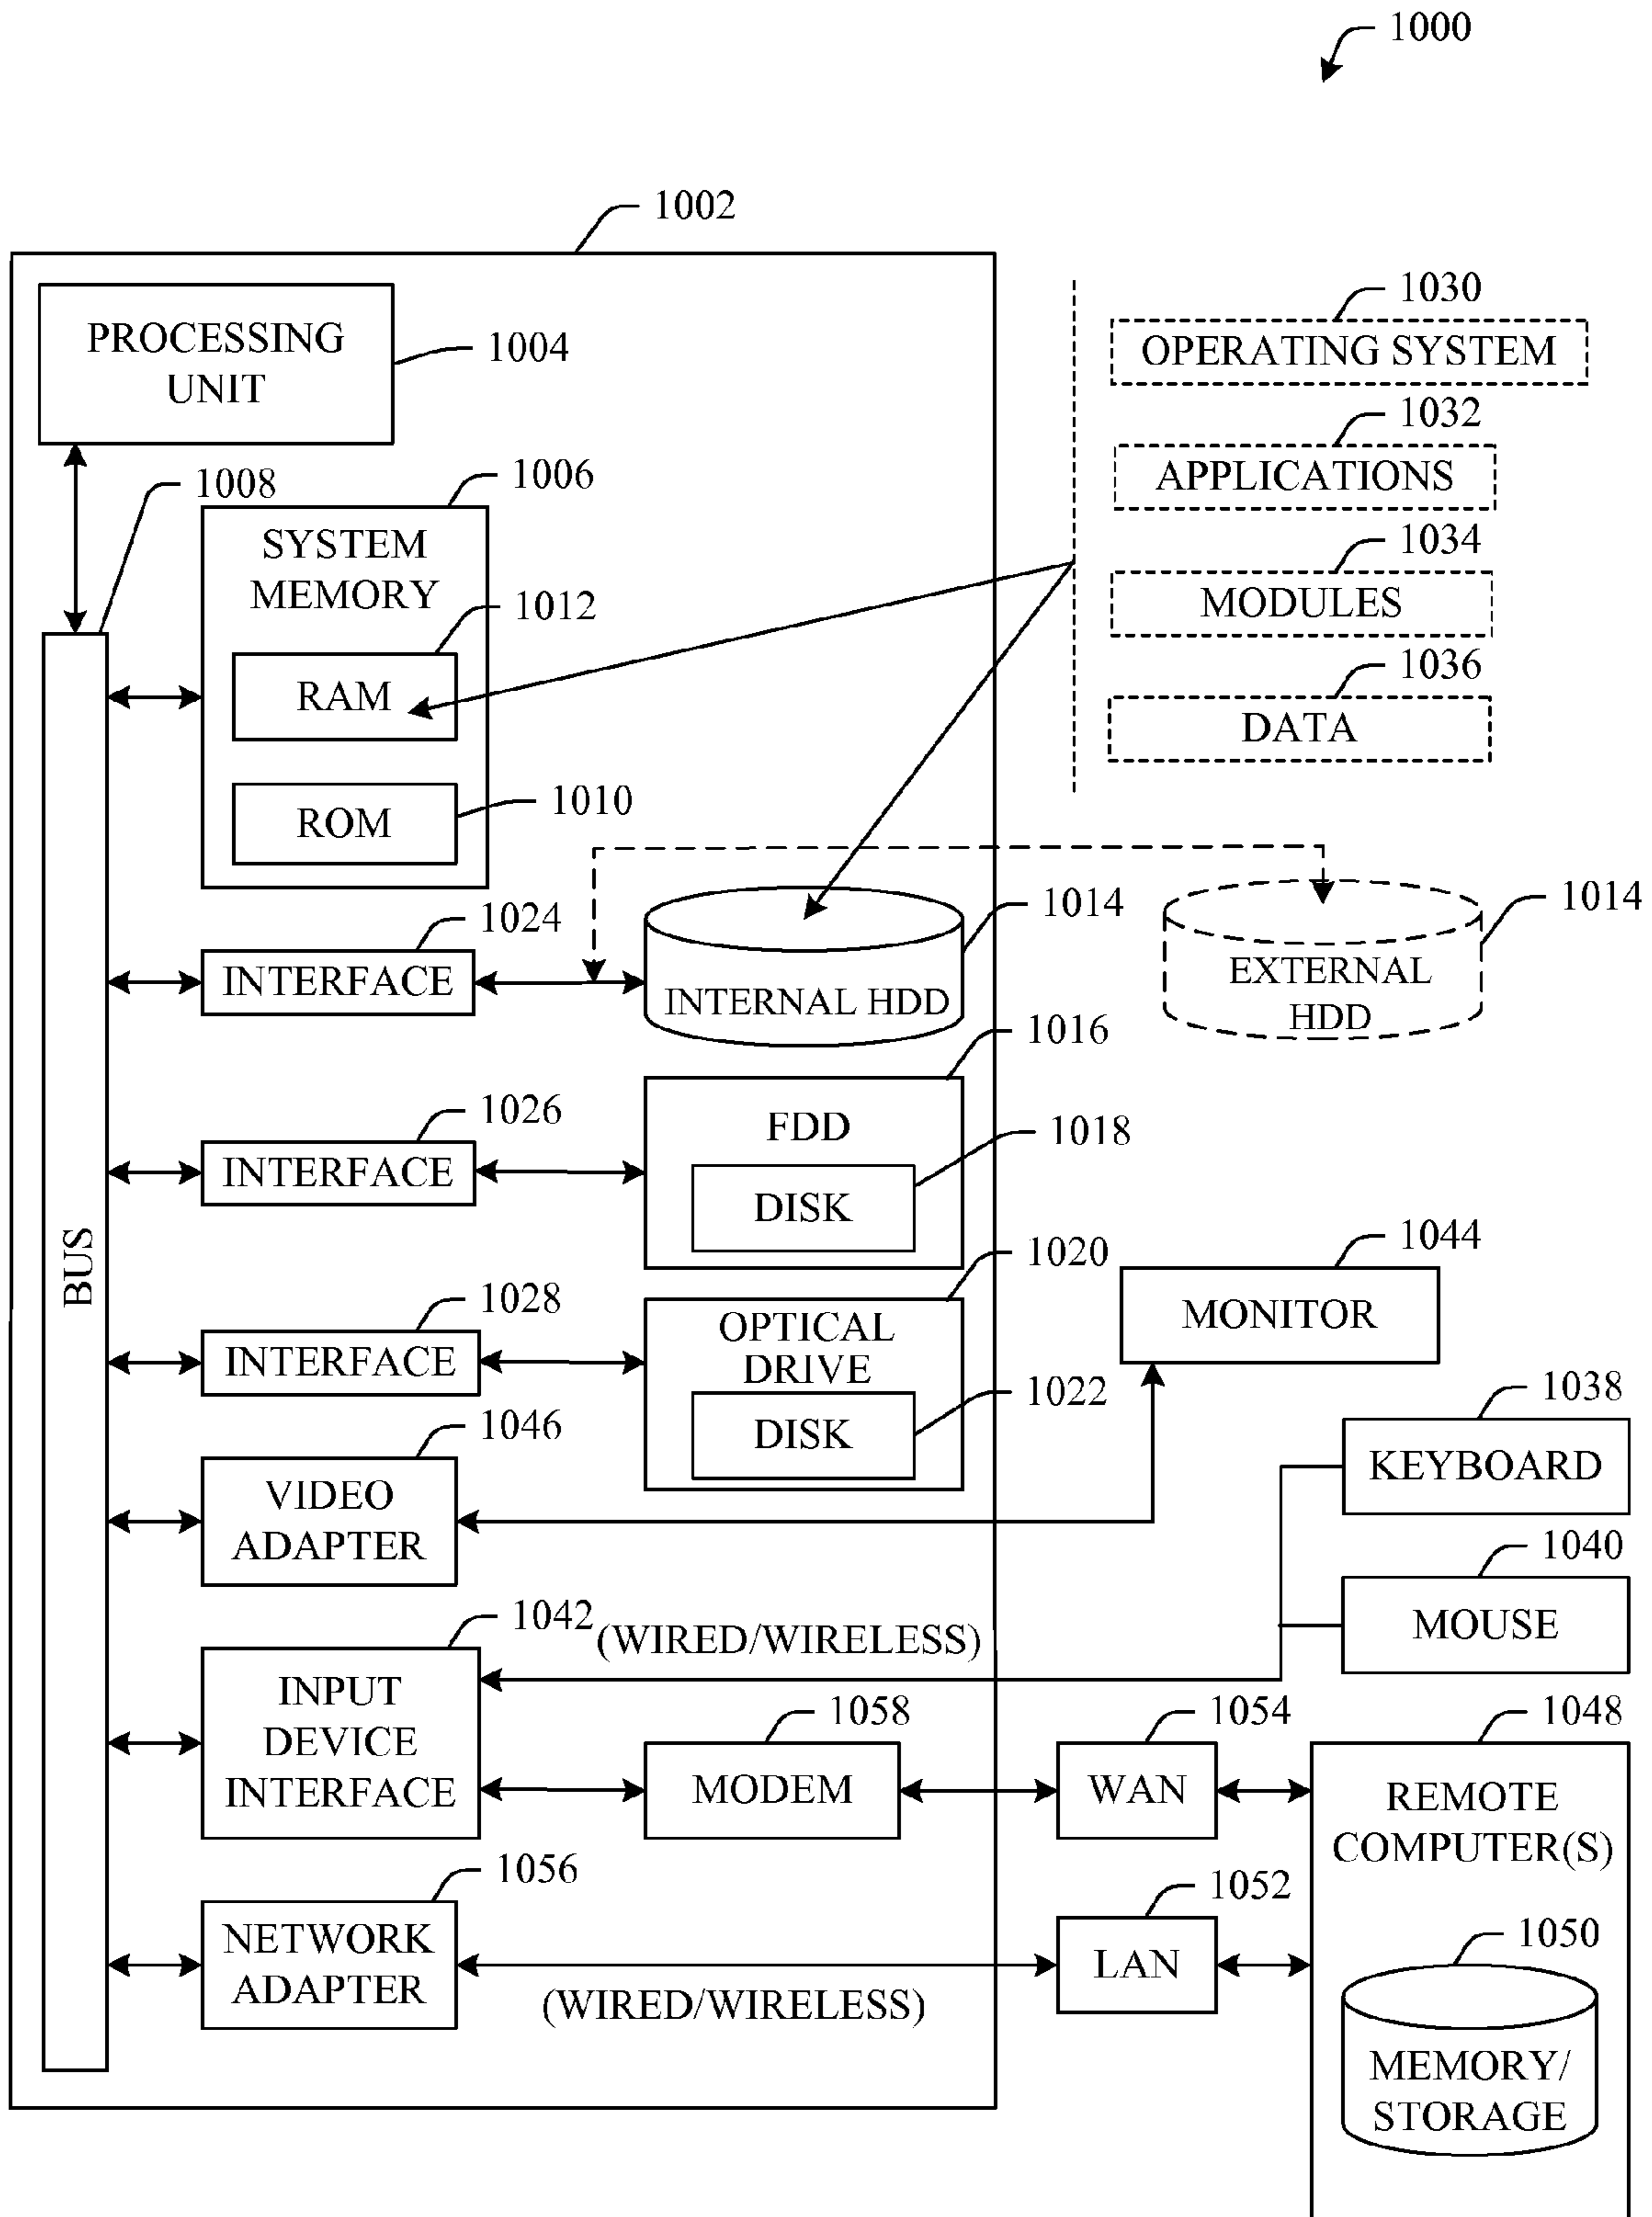 1000
1002
PROCESSING
UNIT
1004
1030
OPERATING SYSTEM
1032
APPLICATIONS
1034
MODULES
1036
DATA
1008
1006
SYSTEM
MEMORY
1012
RAM
1010
ROM
BUS
1024
INTERFACE
1014
INTERNAL HDD
1014
EXTERNAL
HDD
1026
INTERFACE
1016
FDD
1018
DISK
1028
INTERFACE
1020
OPTICAL
DRIVE
1022
DISK
1044
MONITOR
1046
VIDEO
ADAPTER
1038
KEYBOARD
1040
MOUSE
1042
(WIRED/WIRELESS)
INPUT
DEVICE
INTERFACE
1058
MODEM
1054
WAN
1048
REMOTE
COMPUTER(S)
1056
NETWORK
ADAPTER
(WIRED/WIRELESS)
1052
LAN
1050
MEMORY/
STORAGE